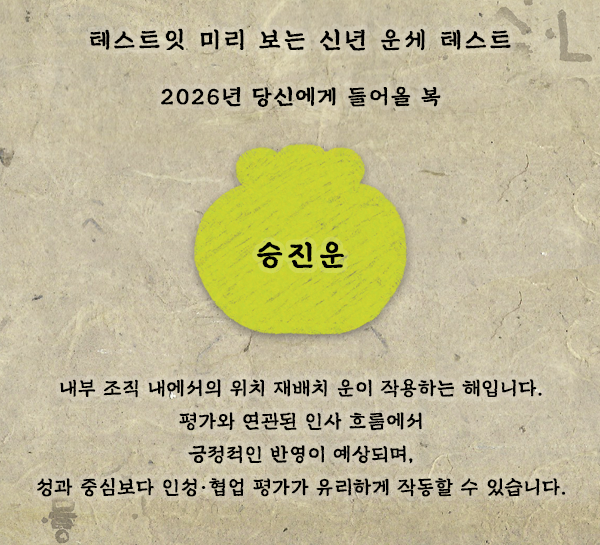 테스트잇 미리 보는 신년 운세 테스트
2026년 당신에게 들어올 복
승진운
내부 조직 내에서의 위치 재배치 운이 작용하는 해입니다.
평가와 연관된 인사 흐름에서
긍정적인 반영이 예상되며,
성과 중심보다 인성·협업 평가가 유리하게 작동할 수 있습니다.